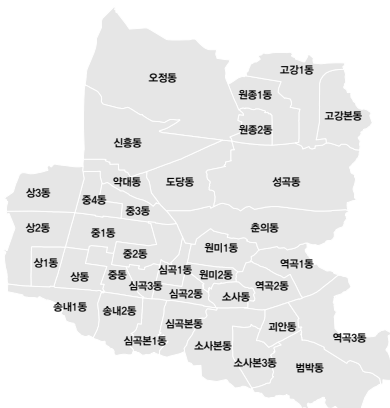 고강1동
오정동
원종1동
고강본동
원종2동
신흥동
약대동
도당동
성곡동
상3동
중4동
중3동
상2동
중1동
춘의동
원미1동
중2동
상1동
상동
중동
심곡1동
원미2동
역곡1동
심곡3동
심곡2동
소사동
역곡2동
송내1동
송내2동
심곡본동
괴안동
심곡본1동
소사본동
역곡3동
소사본3동
범박동